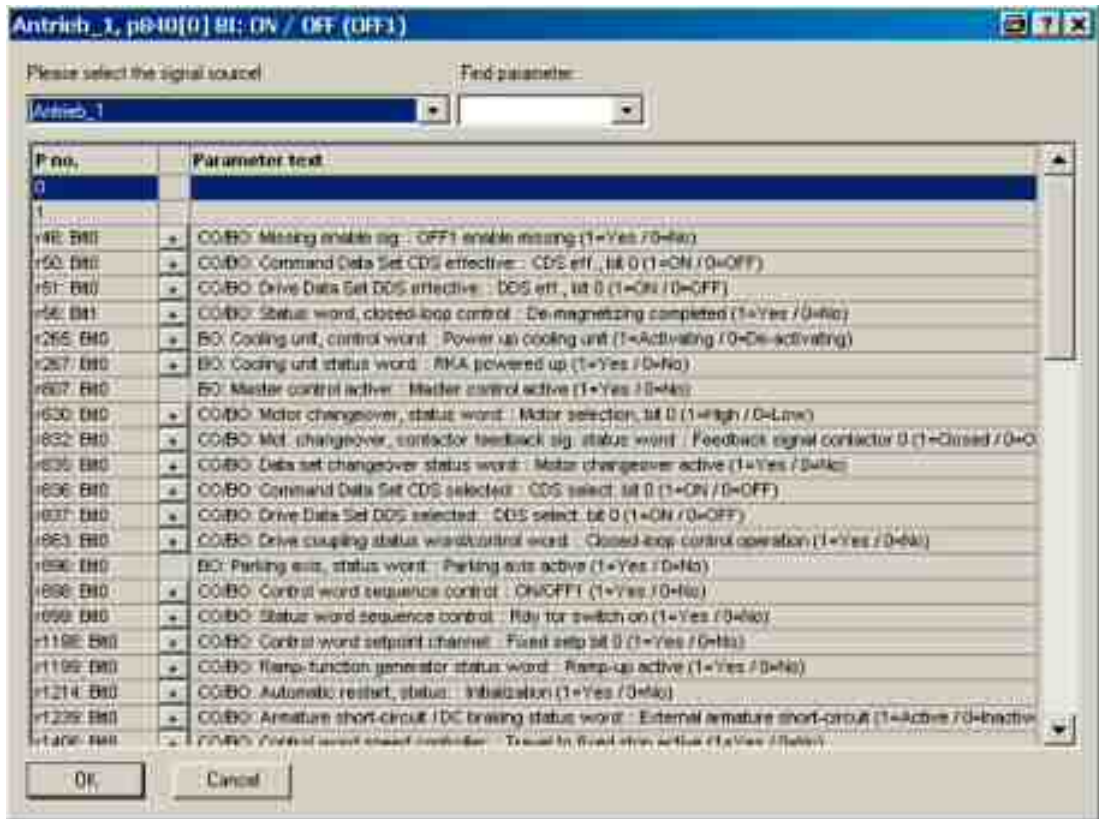 Antrieb_1, p840[0] BI: ON / OFF (OFF1)
Please select the signal source! Find parameter:
Antrieb_1
P no. Parameter text
0
1
r46: Bit0 CO/BO: Missing enable sig. : OFF1 enable missing (1=Yes / 0=No)
r50: Bit0 CO/BO: Command Data Set CDS effective: : CDS eff., bit 0 (1=ON / 0=OFF)
r51: Bit0 CO/BO: Drive Data Set DDS effective: : DDS eff., bit 0 (1=ON / 0=OFF)
r56: Bit1 CO/BO: Status word, closed-loop control : De-magnetizing completed (1=Yes / 0=No)
r265: Bit0 BO: Cooling unit, control word : Power up cooling unit (1=Activating / 0=De-activating)
r267: Bit0 BO: Cooling unit status word : RKA powered up (1=Yes / 0=No)
r807: Bit0 BO: Master control active: : Master control active (1=Yes / 0=No)
r830: Bit0 CO/BO: Motor changeover, status word : Motor selection, bit 0 (1=High / 0=Low)
r832: Bit0 CO/BO: Mot. changeover, contactor feedback sig. status word : Feedback signal contactor 0 (1=Closed / 0=O
r835: Bit0 CO/BO: Data set changeover status word : Motor changeover active (1=Yes / 0=No)
r836: Bit0 CO/BO: Command Data Set CDS selected: : CDS select. bit 0 (1=ON / 0=OFF)
r837: Bit0 CO/BO: Drive Data Set DDS selected: : DDS select. bit 0 (1=ON / 0=OFF)
r863: Bit0 CO/BO: Drive coupling status word/control word : Closed-loop control operation (1=Yes / 0=No)
r896: Bit0 BO: Parking axis, status word : Parking axis active (1=Yes / 0=No)
r898: Bit0 CO/BO: Control word sequence control : ON/OFF1 (1=Yes / 0=No)
r899: Bit0 CO/BO: Status word sequence control : Rdy for switch on (1=Yes / 0=No)
r1198: Bit0 CO/BO: Control word setpoint channel : Fixed setp bit 0 (1=Yes / 0=No)
r1199: Bit0 CO/BO: Ramp-function generator status word : Ramp-up active (1=Yes / 0=No)
r1214: Bit0 CO/BO: Automatic restart, status: : Initialization (1=Yes / 0=No)
r1239: Bit0 CO/BO: Armature short-circuit / DC braking status word : External armature short-circuit (1=Active / 0=Inactive
CO/BO: Control word speed controller : Travel to fixed stop active (1=Yes / 0=No)
OK Cancel